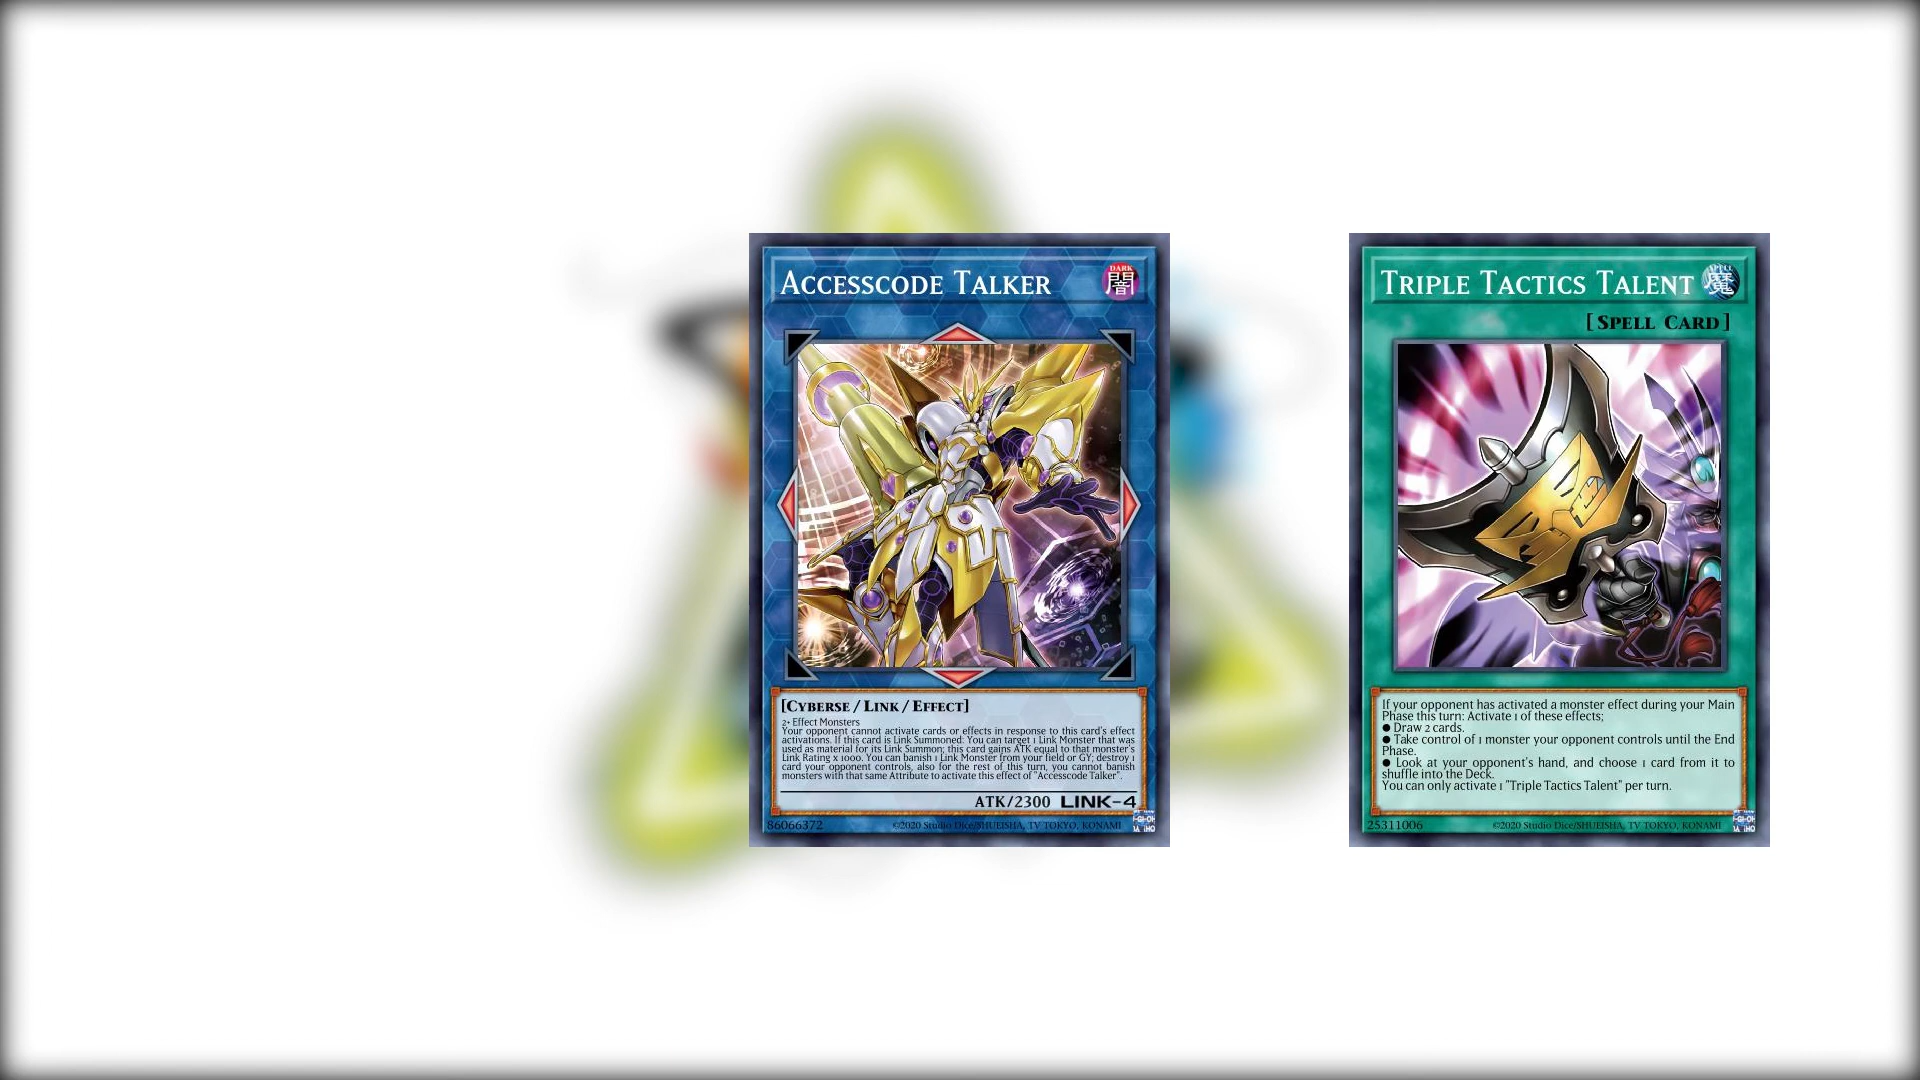 ACCESSCODE TALKER
DARK
闇
[CYBERSE / LINK / EFFECT]
2+ Effect Monsters
Your opponent cannot activate cards or effects in response to this card's effect
activations. If this card is Link Summoned: You can target 1 Link Monster that was
used as material for its Link Summon; this card gains ATK equal to that monster's
Link Rating x 1000. You can banish 1 Link Monster from your field or GY; destroy 1
card your opponent controls, also for the rest of this turn, you cannot banish
monsters with that same Attribute to activate this effect of "Accesscode Talker".
ATK/2300 LINK-4
86066372 ©2020 Studio Dice/SHUEISHA, TV TOKYO, KONAMI
TRIPLE TACTICS TALENT
SPELL
魔
[SPELL CARD]
If your opponent has activated a monster effect during your Main
Phase this turn: Activate 1 of these effects;
● Draw 2 cards.
● Take control of 1 monster your opponent controls until the End
Phase.
● Look at your opponent's hand, and choose 1 card from it to
shuffle into the Deck.
You can only activate 1 "Triple Tactics Talent" per turn.
25311006 ©2020 Studio Dice/SHUEISHA, TV TOKYO, KONAMI